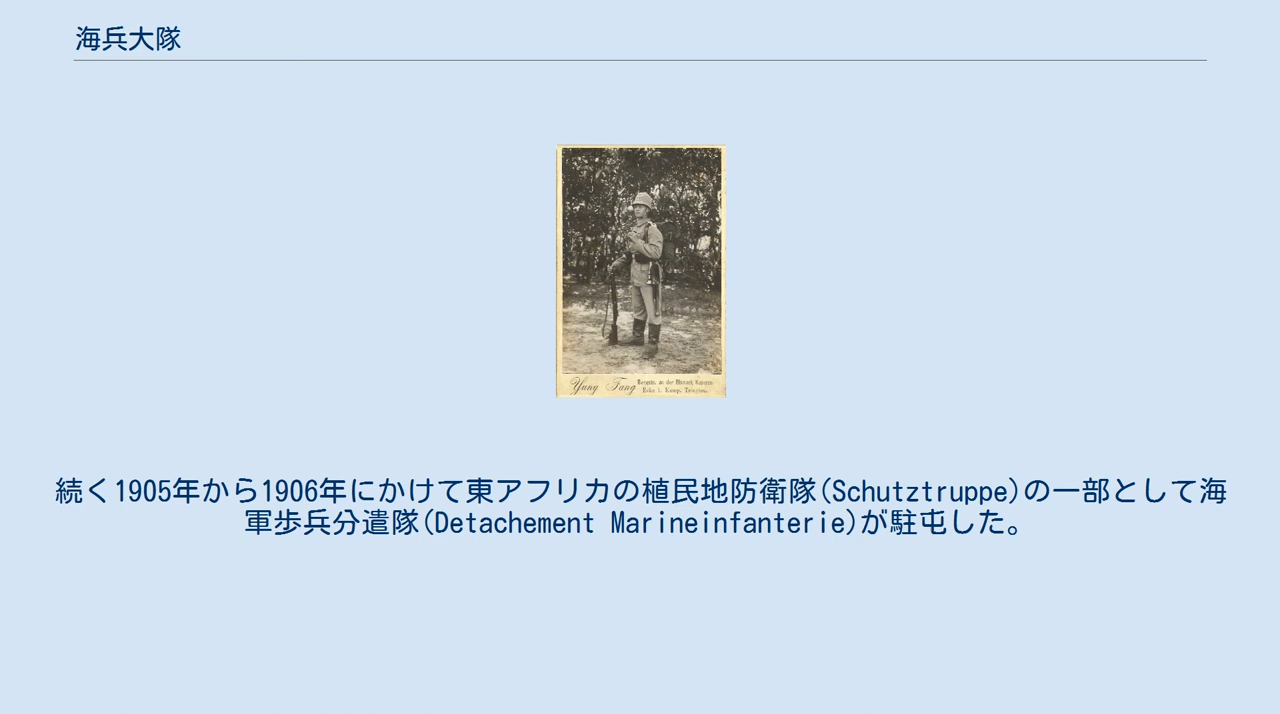 海兵大隊
Yung Fang
続く1905年から1906年にかけて東アフリカの植民地防衛隊(Schutztruppe)の一部として海
軍歩兵分遣隊(Detachement Marineinfanterie)が駐屯した。